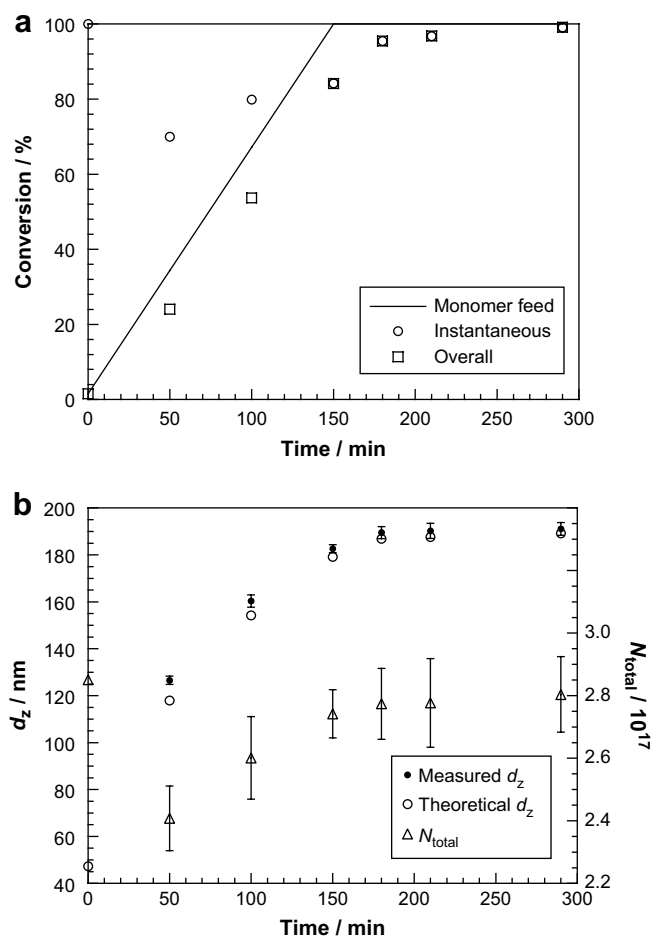 a
100
80
60
40
20
0
Conversion / %
0 50 100 150 200 250 300
Time / min
Monomer feed
Instantaneous
Overall
b
200
180
160
140
120
100
80
60
40
d_z / nm
3.0
2.8
2.6
2.4
2.2
N_total / 10^17
Measured d_z
Theoretical d_z
N_total
0 50 100 150 200 250 300
Time / min